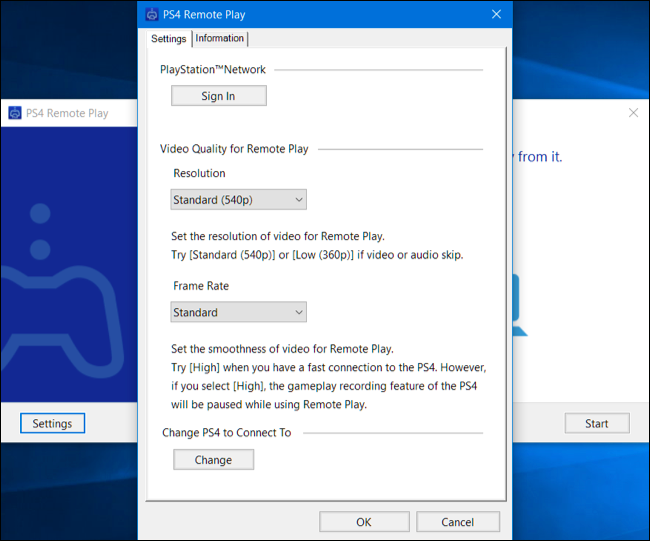 PS4 Remote Play
Settings
Information
PlayStation™Network
Sign In
PS4 Remote Play
from it.
Video Quality for Remote Play
Resolution
Standard (540p)
Set the resolution of video for Remote Play.
Try [Standard (540p)] or [Low (360p)] if video or audio skip.
Frame Rate
Standard
Set the smoothness of video for Remote Play.
Try [High] when you have a fast connection to the PS4. However,
if you select [High], the gameplay recording feature of the PS4
will be paused while using Remote Play.
Settings
Start
Change PS4 to Connect To
Change
OK
Cancel